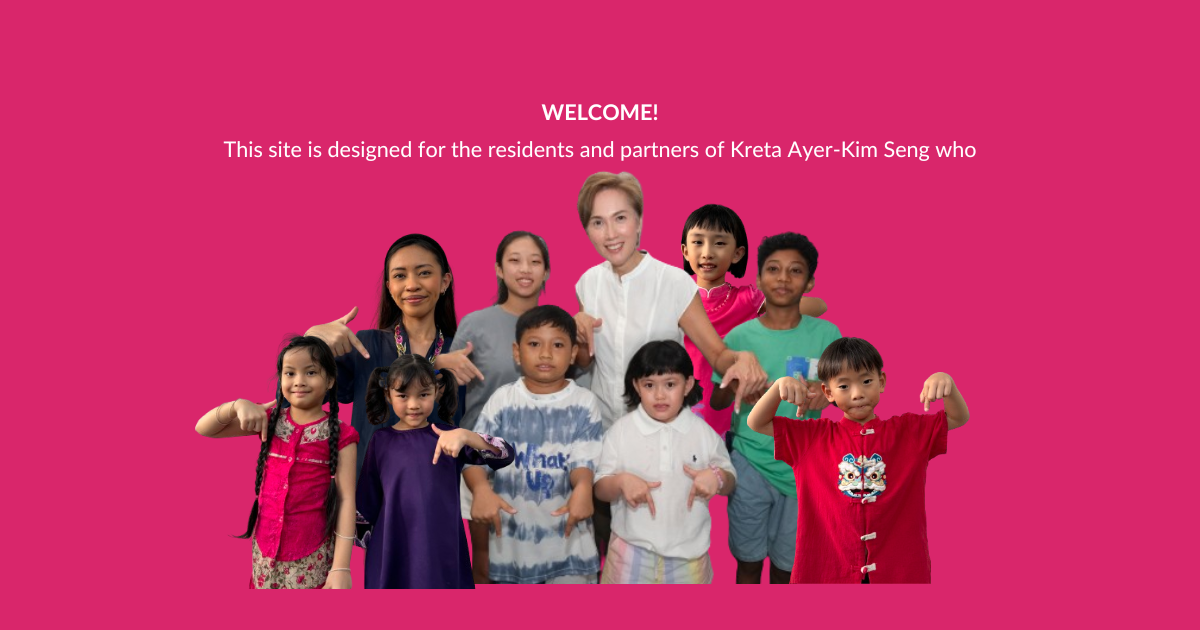 WELCOME!
This site is designed for the residents and partners of Kreta Ayer-Kim Seng who
What
Up